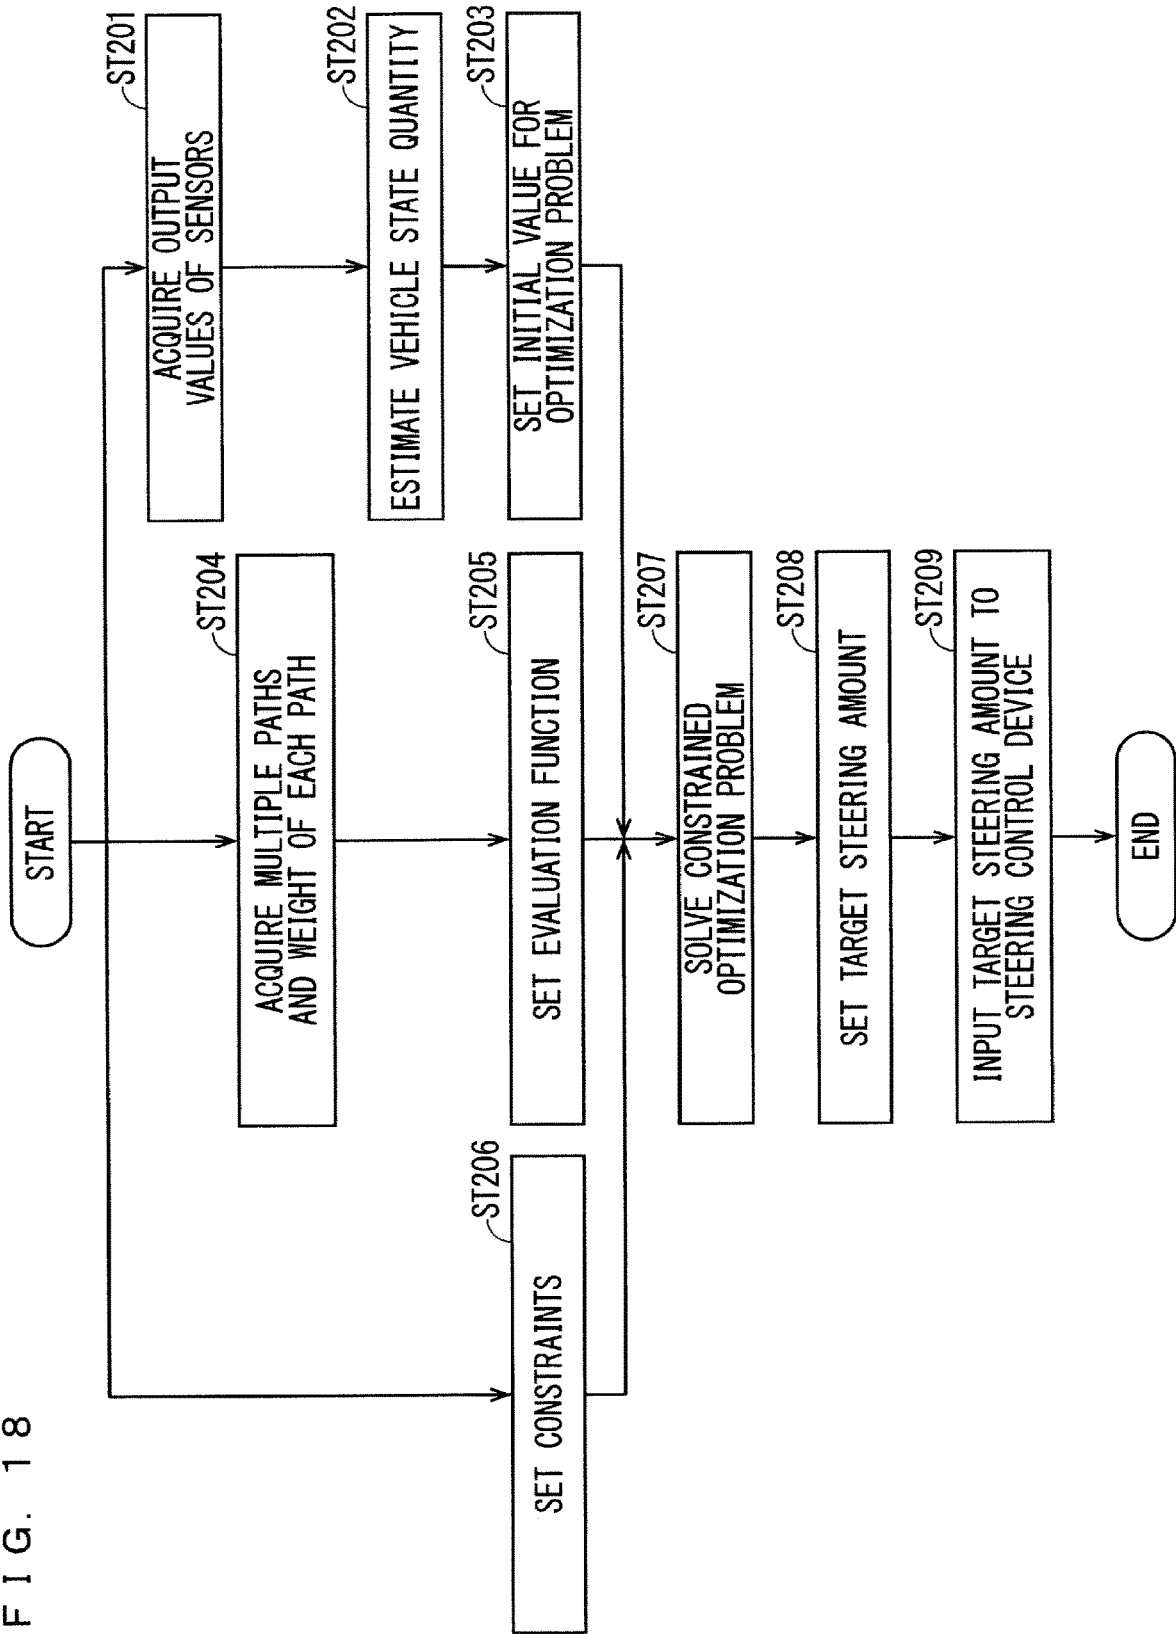 FIG. 18
START
ST201
ACQUIRE OUTPUT
VALUES OF SENSORS
ST202
ESTIMATE VEHICLE STATE QUANTITY
ST203
SET INITIAL VALUE FOR
OPTIMIZATION PROBLEM
ST204
ACQUIRE MULTIPLE PATHS
AND WEIGHT OF EACH PATH
ST205
SET EVALUATION FUNCTION
ST206
SET CONSTRAINTS
ST207
SOLVE CONSTRAINED
OPTIMIZATION PROBLEM
ST208
SET TARGET STEERING AMOUNT
ST209
INPUT TARGET STEERING AMOUNT TO
STEERING CONTROL DEVICE
END